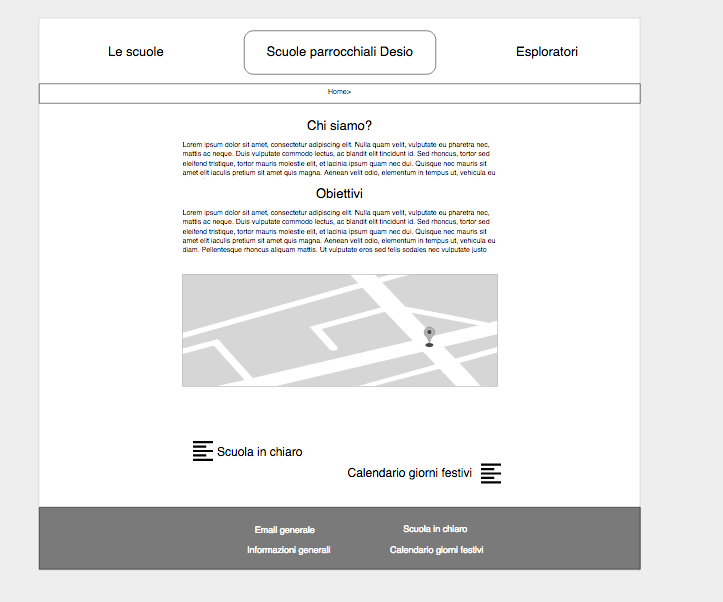 Le scuole
Scuole parrocchiali Desio
Esploratori
Home>
Chi siamo?
Lorem ipsum dolor sit amet, consectetur adipiscing elit. Nulla quam velit, vulputate eu pharetra nec,
mattis ac neque. Duis vulputate commodo lectus, ac blandit elit tincidunt id. Sed rhoncus, tortor sed
eleifend tristique, tortor mauris molestie elit, et lacinia ipsum quam nec dui. Quisque nec mauris sit
amet elit iaculis pretium sit amet quis magna. Aenean velit odio, elementum in tempus ut, vehicula eu
Obiettivi
Lorem ipsum dolor sit amet, consectetur adipiscing elit. Nulla quam velit, vulputate eu pharetra nec,
mattis ac neque. Duis vulputate commodo lectus, ac blandit elit tincidunt id. Sed rhoncus, tortor sed
eleifend tristique, tortor mauris molestie elit, et lacinia ipsum quam nec dui. Quisque nec mauris sit
amet elit iaculis pretium sit amet quis magna. Aenean velit odio, elementum in tempus ut, vehicula eu
diam. Pellentesque rhoncus aliquam mattis. Ut vulputate eros sed felis sodales nec vulputate justo
Scuola in chiaro
Calendario giorni festivi
Email generale
Scuola in chiaro
Informazioni generali
Calendario giorni festivi